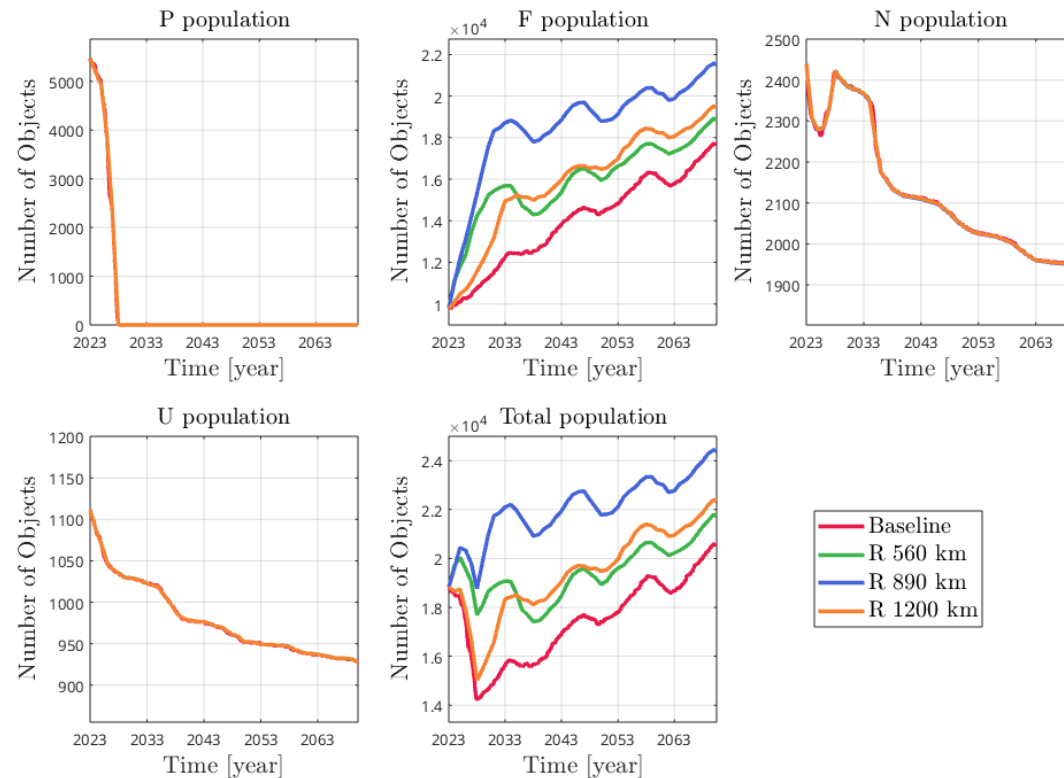 P population
Number of Objects
5000
4000
3000
2000
1000
0
2023 2033 2043 2053 2063
Time [year]
F population
×10⁴
Number of Objects
2.2
2
1.8
1.6
1.4
1.2
1
2023 2033 2043 2053 2063
Time [year]
N population
Number of Objects
2500
2400
2300
2200
2100
2000
1900
2023 2033 2043 2053 2063
Time [year]
U population
Number of Objects
1200
1150
1100
1050
1000
950
900
2023 2033 2043 2053 2063
Time [year]
Total population
×10⁴
Number of Objects
2.4
2.2
2
1.8
1.6
1.4
2023 2033 2043 2053 2063
Time [year]
Baseline
R 560 km
R 890 km
R 1200 km